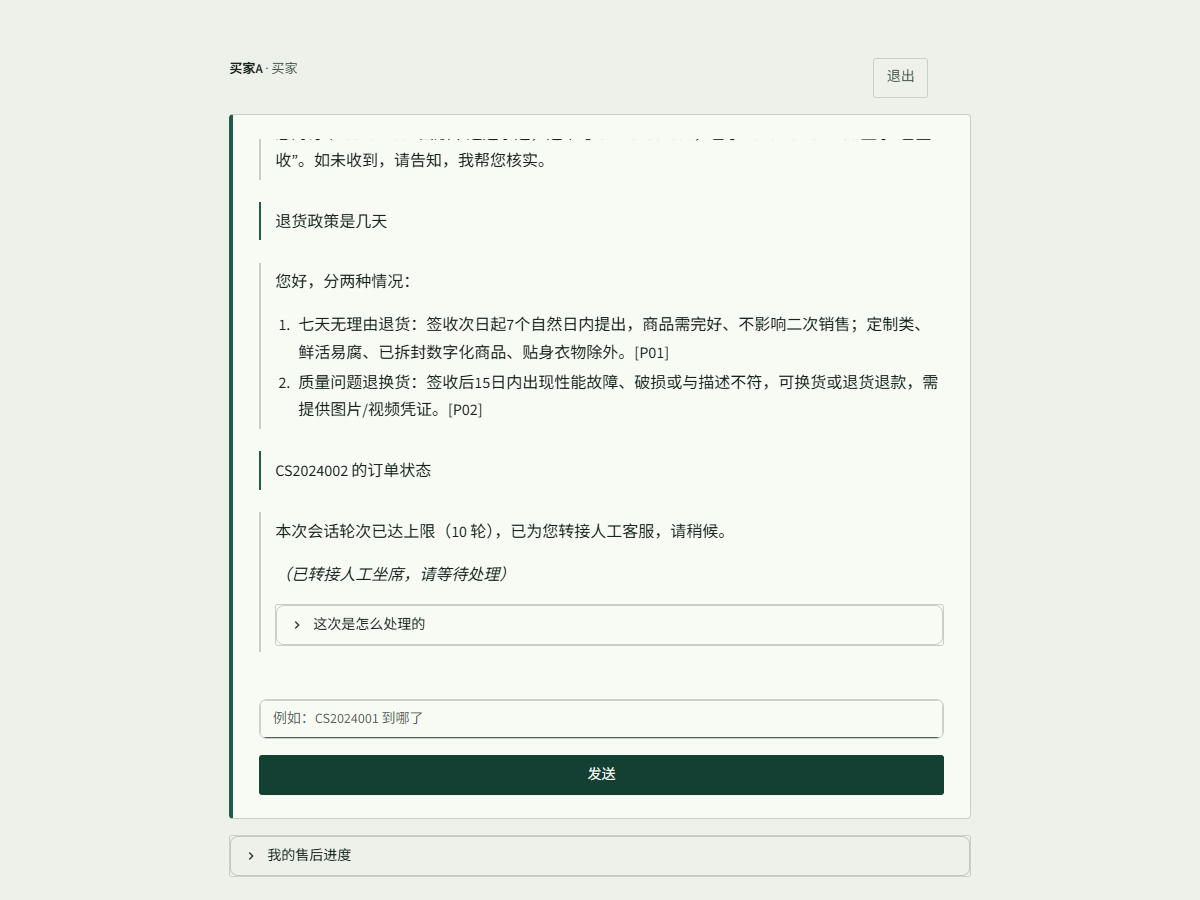 买家A · 买家
退出
收”。如未收到，请告知，我帮您核实。
退货政策是几天
您好，分两种情况：
1. 七天无理由退货：签收次日起7个自然日内提出，商品需完好、不影响二次销售；定制类、
鲜活易腐、已拆封数字化商品、贴身衣物除外。[P01]
2. 质量问题退换货：签收后15日内出现性能故障、破损或与描述不符，可换货或退货退款，需
提供图片/视频凭证。[P02]
CS2024002 的订单状态
本次会话轮次已达上限（10 轮），已为您转接人工客服，请稍候。
（已转接人工坐席，请等待处理）
这次是怎么处理的
例如：CS2024001 到哪了
发送
我的售后进度